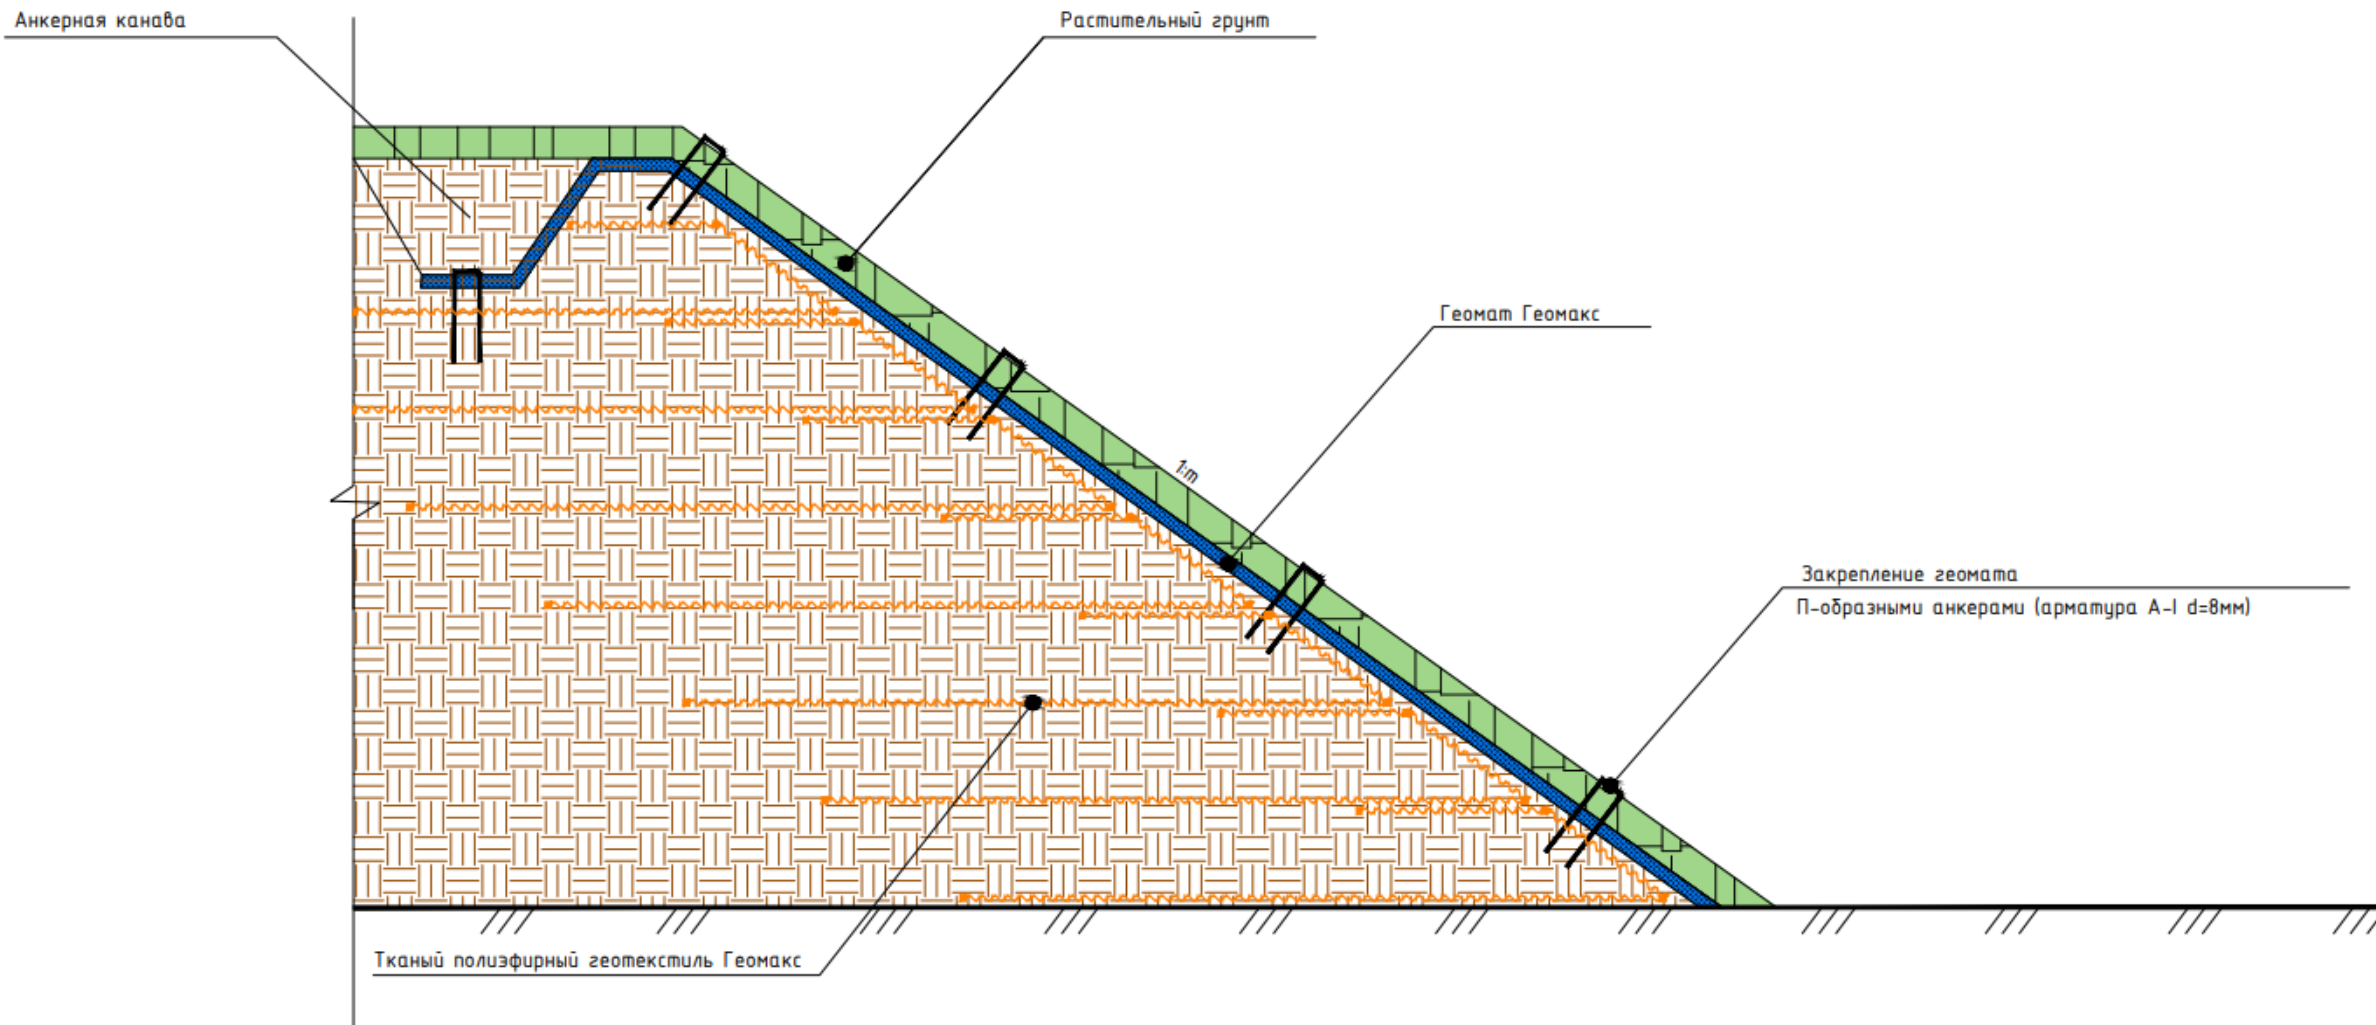 Анкерная канава
Растительный грунт
Геомат Геомакс
1:m
Закрепление геомата
П-образными анкерами (арматура А-I d=8мм)
Тканый полиэфирный геотекстиль Геомакс